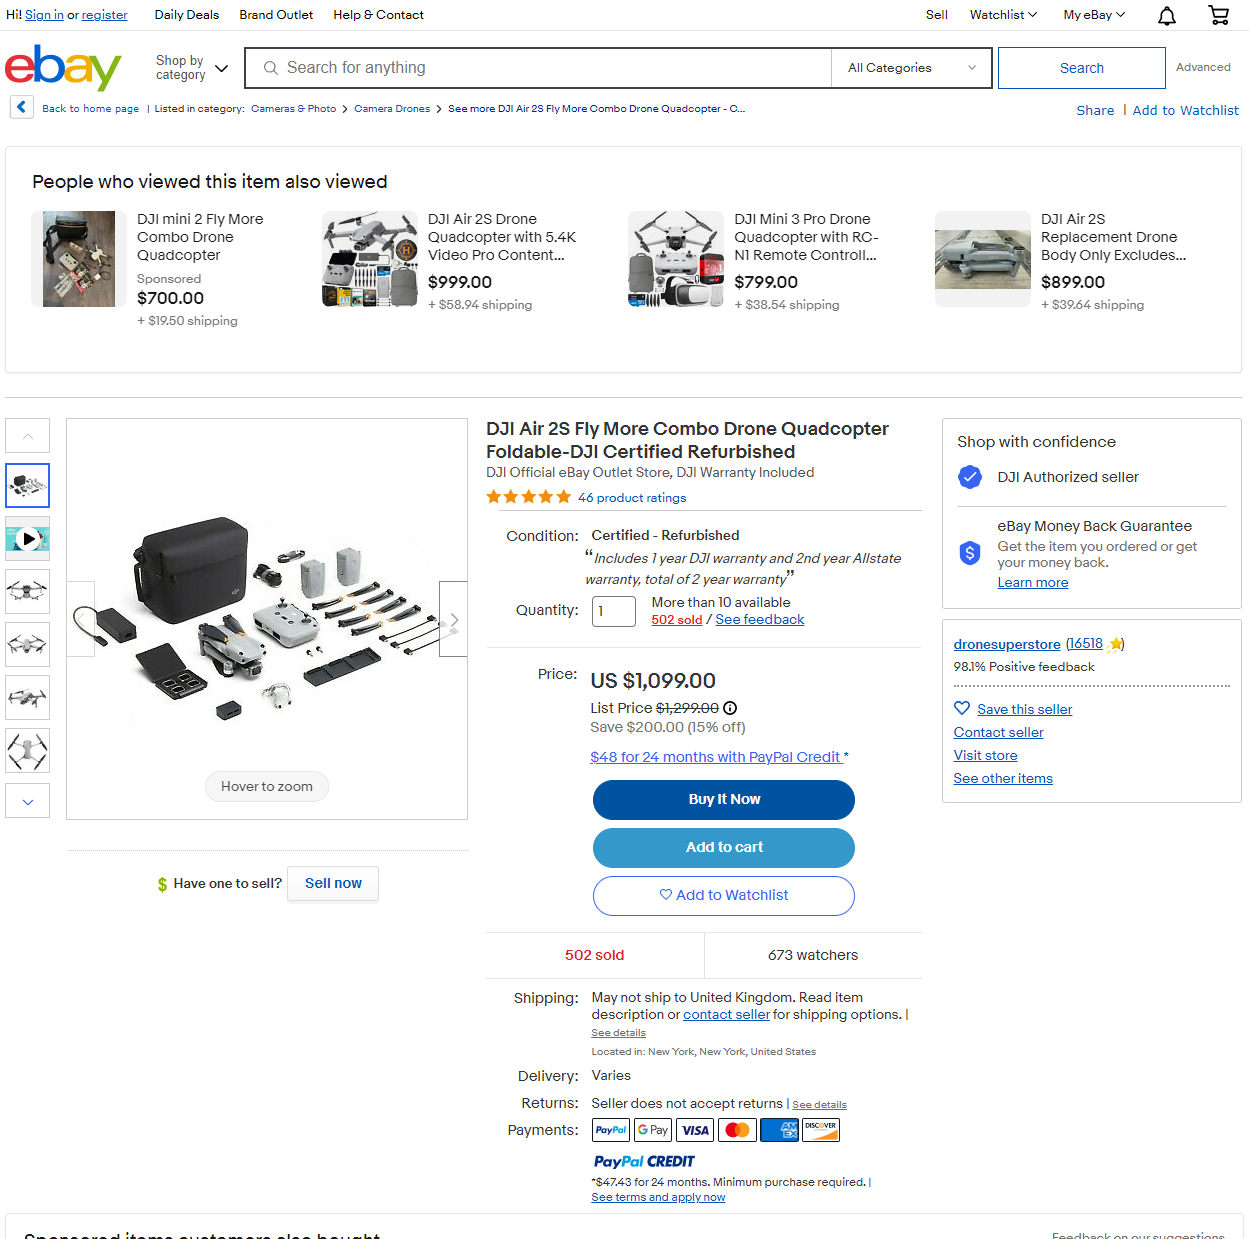 Hi! Sign in or register Daily Deals Brand Outlet Help & Contact Sell Watchlist My eBay
ebay Shop by category Search for anything All Categories Search Advanced
Back to home page | Listed in category: Cameras & Photo > Camera Drones > See more DJI Air 2S Fly More Combo Drone Quadcopter - C...
Share | Add to Watchlist
People who viewed this item also viewed
DJI mini 2 Fly More
Combo Drone
Quadcopter
Sponsored
$700.00
+ $19.50 shipping
DJI Air 2S Drone
Quadcopter with 5.4K
Video Pro Content...
$999.00
+ $58.94 shipping
DJI Mini 3 Pro Drone
Quadcopter with RC-
N1 Remote Controll...
$799.00
+ $38.54 shipping
DJI Air 2S
Replacement Drone
Body Only Excludes...
$899.00
+ $39.64 shipping
Hover to zoom
$ Have one to sell? Sell now
DJI Air 2S Fly More Combo Drone Quadcopter
Foldable-DJI Certified Refurbished
DJI Official eBay Outlet Store, DJI Warranty Included
46 product ratings
Condition: Certified - Refurbished
“Includes 1 year DJI warranty and 2nd year Allstate
warranty, total of 2 year warranty”
Quantity: 1 More than 10 available
502 sold / See feedback
Price: US $1,099.00
List Price $1,299.00
Save $200.00 (15% off)
$48 for 24 months with PayPal Credit *
Buy It Now
Add to cart
Add to Watchlist
502 sold 673 watchers
Shipping: May not ship to United Kingdom. Read item
description or contact seller for shipping options. |
See details
Located in: New York, New York, United States
Delivery: Varies
Returns: Seller does not accept returns | See details
Payments: PayPal G Pay VISA AMEX DISCOVER
PayPal CREDIT
*$47.43 for 24 months. Minimum purchase required. |
See terms and apply now
Shop with confidence
DJI Authorized seller
eBay Money Back Guarantee
Get the item you ordered or get
your money back.
Learn more
dronesuperstore (16518)
98.1% Positive feedback
Save this seller
Contact seller
Visit store
See other items
Sponsored items customers also bought
Feedback on our suggestions